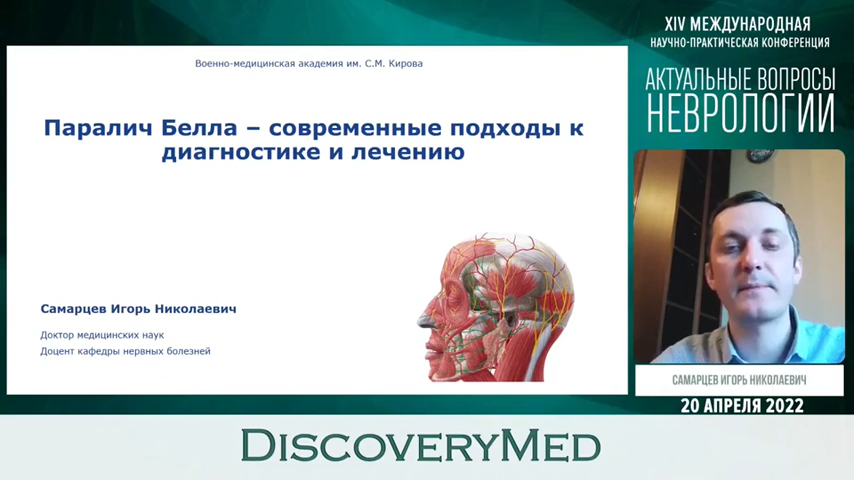 XIV МЕЖДУНАРОДНАЯ
НАУЧНО-ПРАКТИЧЕСКАЯ КОНФЕРЕНЦИЯ
АКТУАЛЬНЫЕ ВОПРОСЫ
НЕВРОЛОГИИ
Военно-медицинская академия им. С.М. Кирова
Паралич Белла – современные подходы к
диагностике и лечению
Самарцев Игорь Николаевич
Доктор медицинских наук
Доцент кафедры нервных болезней
САМАРЦЕВ ИГОРЬ НИКОЛАЕВИЧ
20 АПРЕЛЯ 2022
DISCOVERYMED